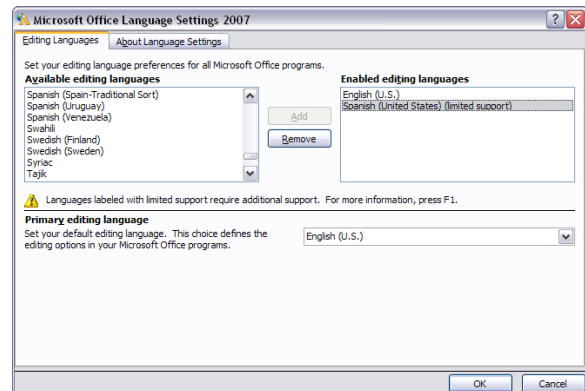 Microsoft Office Language Settings 2007
Editing Languages
About Language Settings
Set your editing language preferences for all Microsoft Office programs.
Available editing languages
Enabled editing languages
Spanish (Spain-Traditional Sort)
Spanish (Uruguay)
Spanish (Venezuela)
Swahili
Swedish (Finland)
Swedish (Sweden)
Syriac
Tajik
Add
Remove
English (U.S.)
Spanish (United States) (limited support)
Languages labeled with limited support require additional support. For more information, press F1.
Primary editing language
Set your default editing language. This choice defines the
editing options in your Microsoft Office programs.
English (U.S.)
OK
Cancel